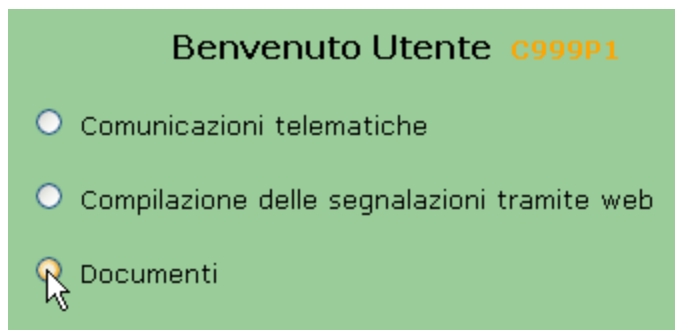 Benvenuto Utente C999P1
Comunicazioni telematiche
Compilazione delle segnalazioni tramite web
Documenti